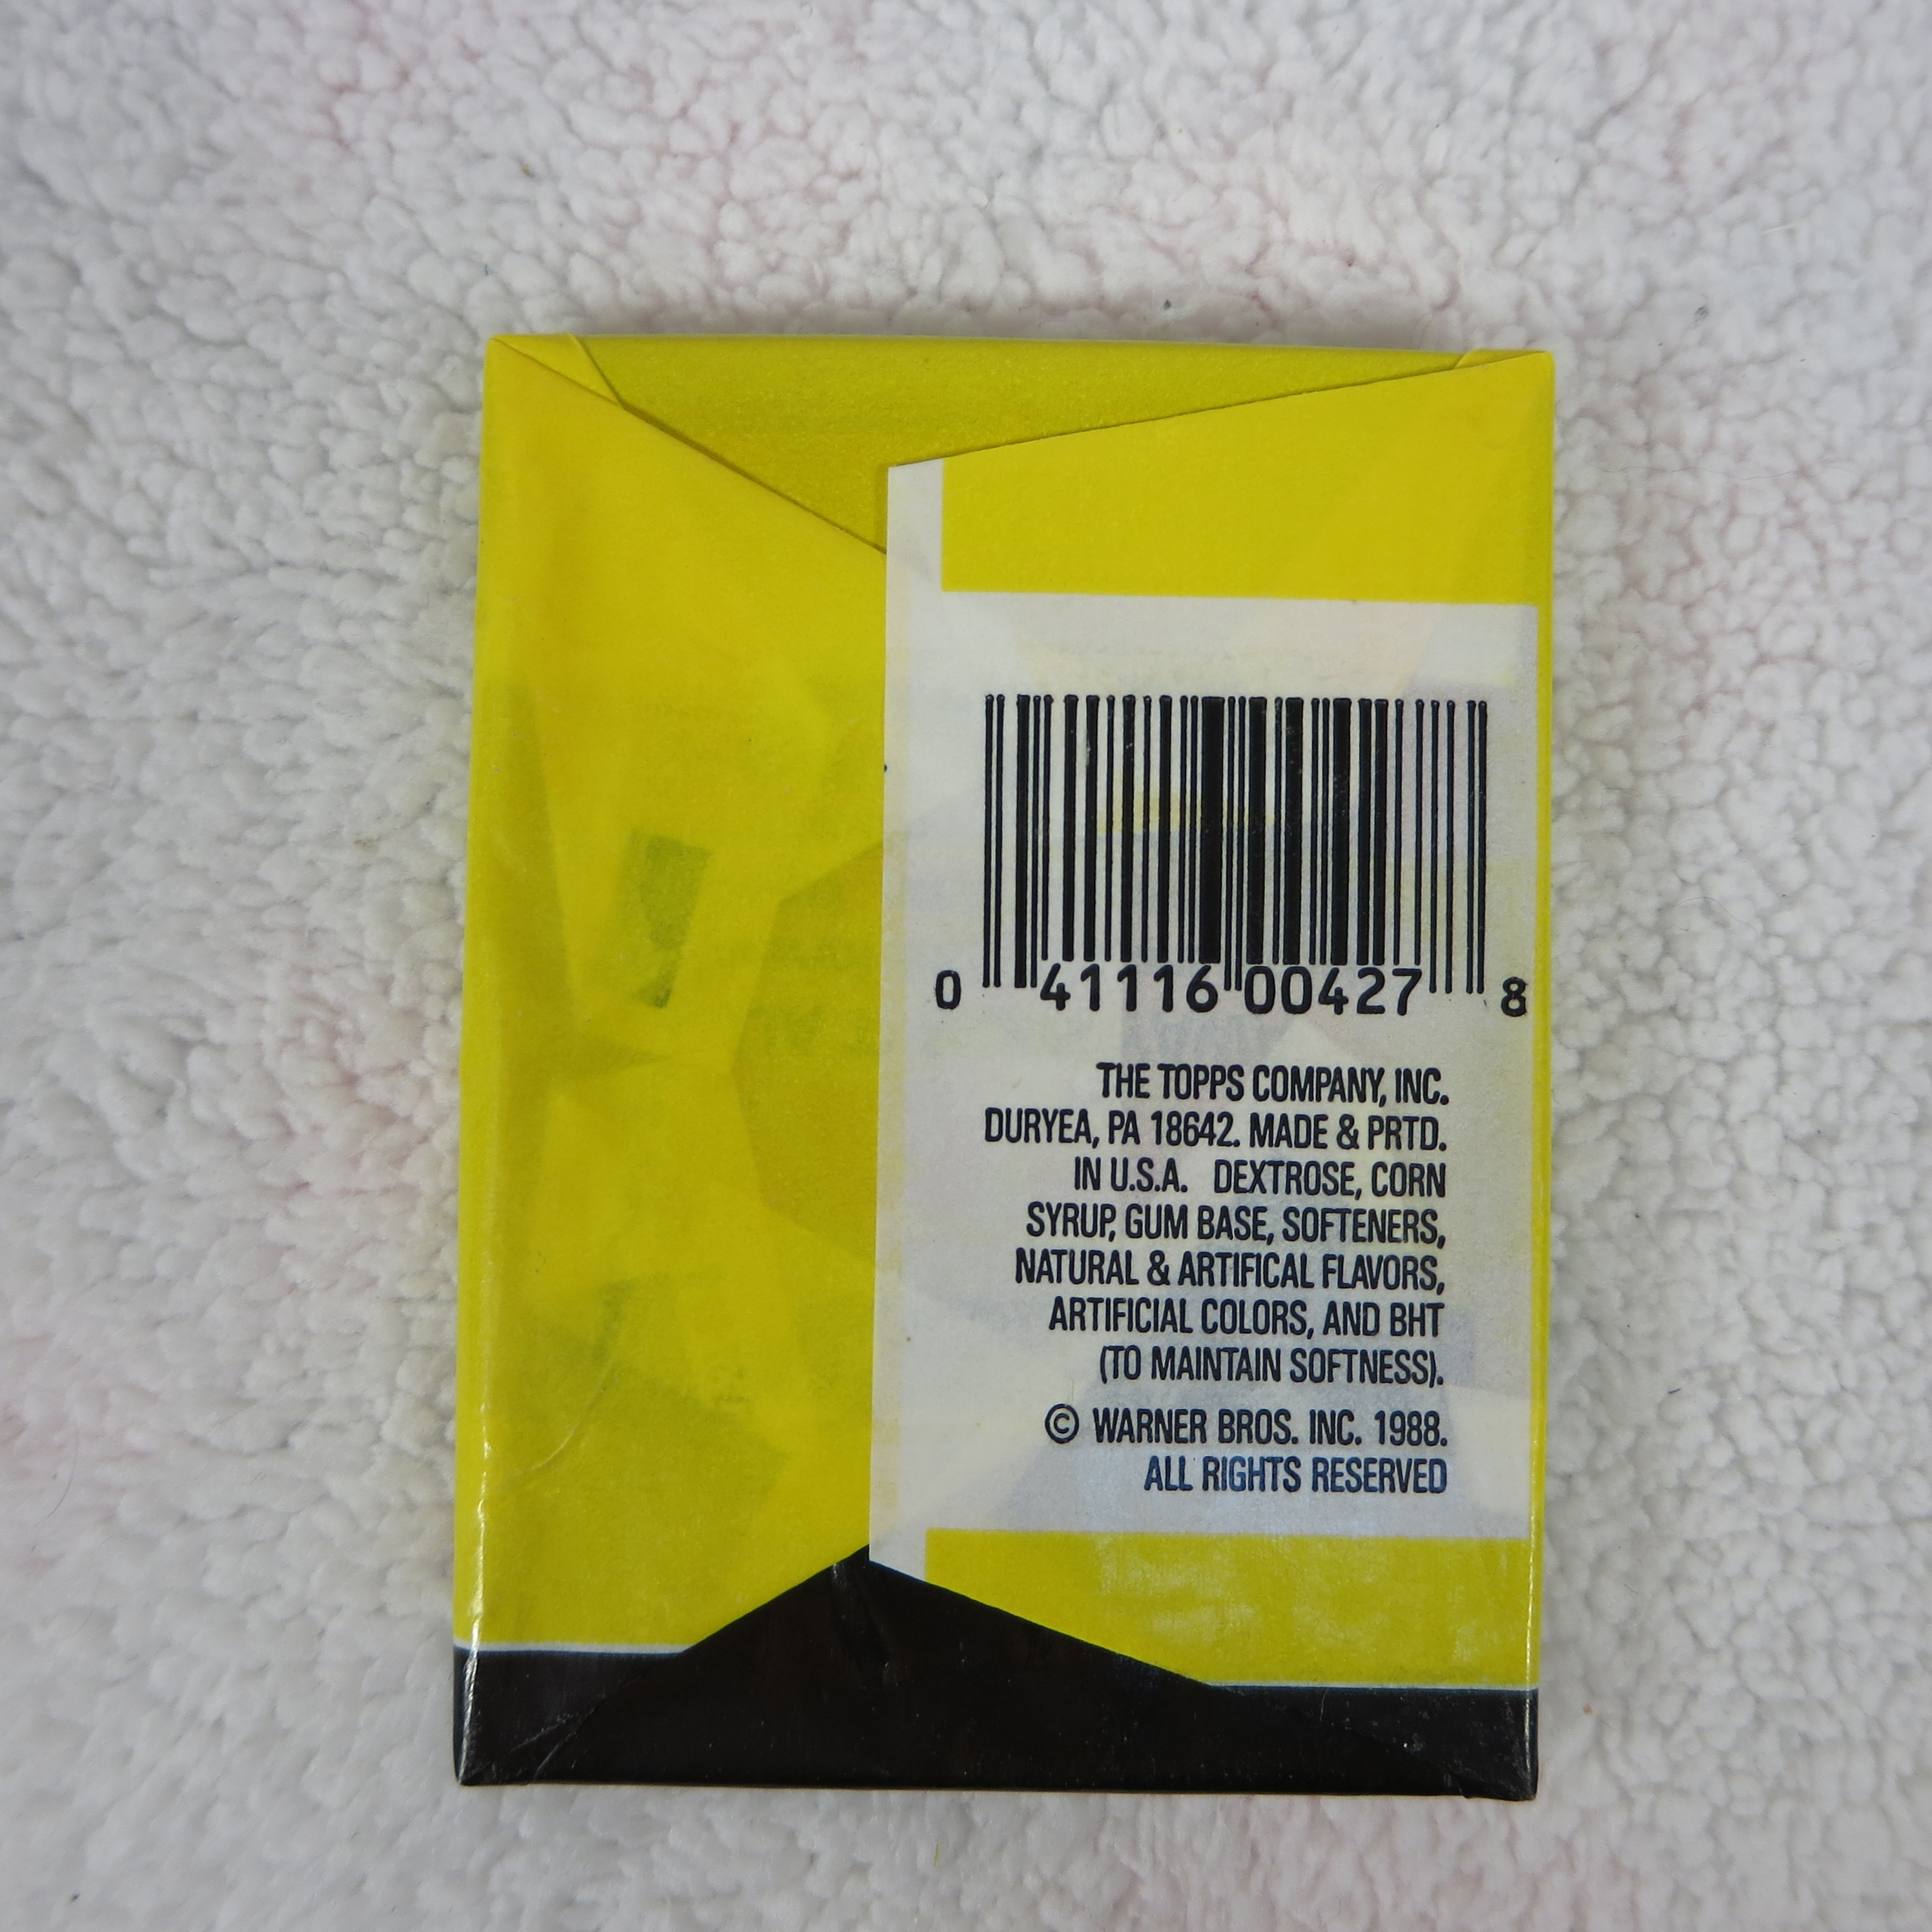 0 41116 00427 8
THE TOPPS COMPANY, INC.
DURYEA, PA 18642. MADE & PRTD.
IN U.S.A. DEXTROSE, CORN
SYRUP, GUM BASE, SOFTENERS,
NATURAL & ARTIFICAL FLAVORS,
ARTIFICIAL COLORS, AND BHT
(TO MAINTAIN SOFTNESS).
© WARNER BROS. INC. 1988.
ALL RIGHTS RESERVED